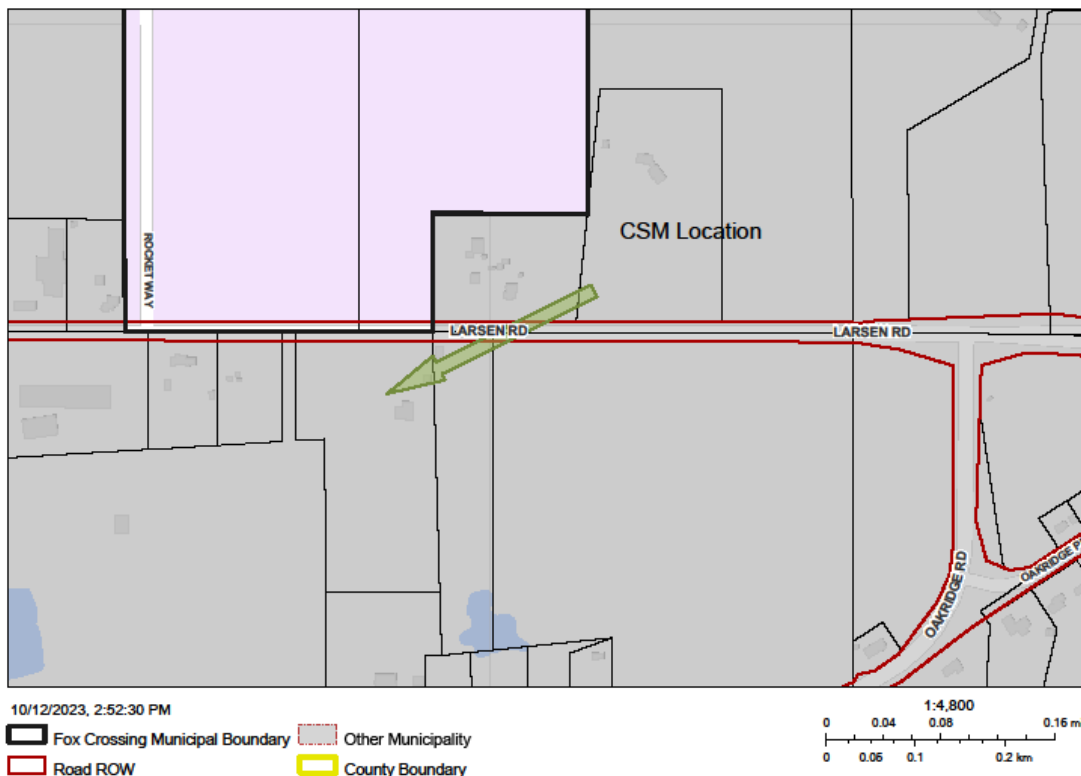 ROCKET WAY
CSM Location
LARSEN RD
LARSEN RD
OAKRIDGE RD
OAKRIDGE R
10/12/2023, 2:52:30 PM
1:4,800
Fox Crossing Municipal Boundary
Other Municipality
Road ROW
County Boundary
0 0.04 0.08 0.16 m
0 0.06 0.1 0.2 km